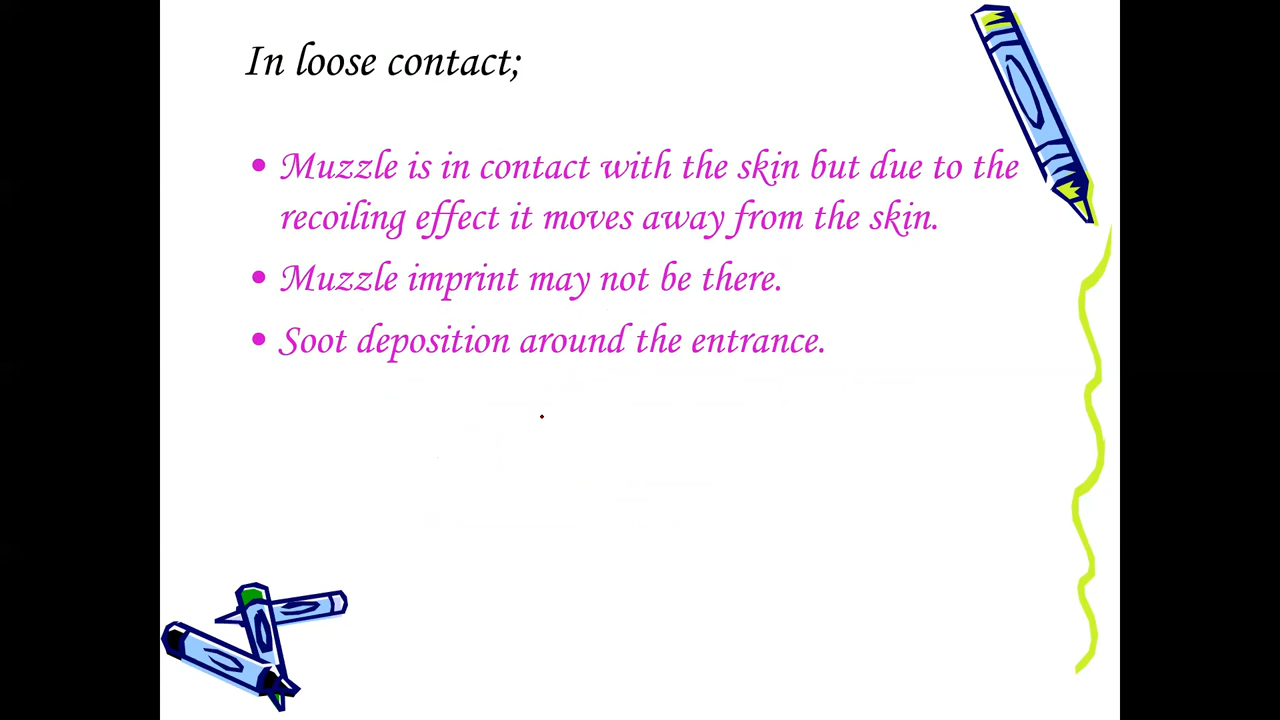 In loose contact;
• Muzzle is in contact with the skin but due to the
recoiling effect it moves away from the skin.
• Muzzle imprint may not be there.
• Soot deposition around the entrance.